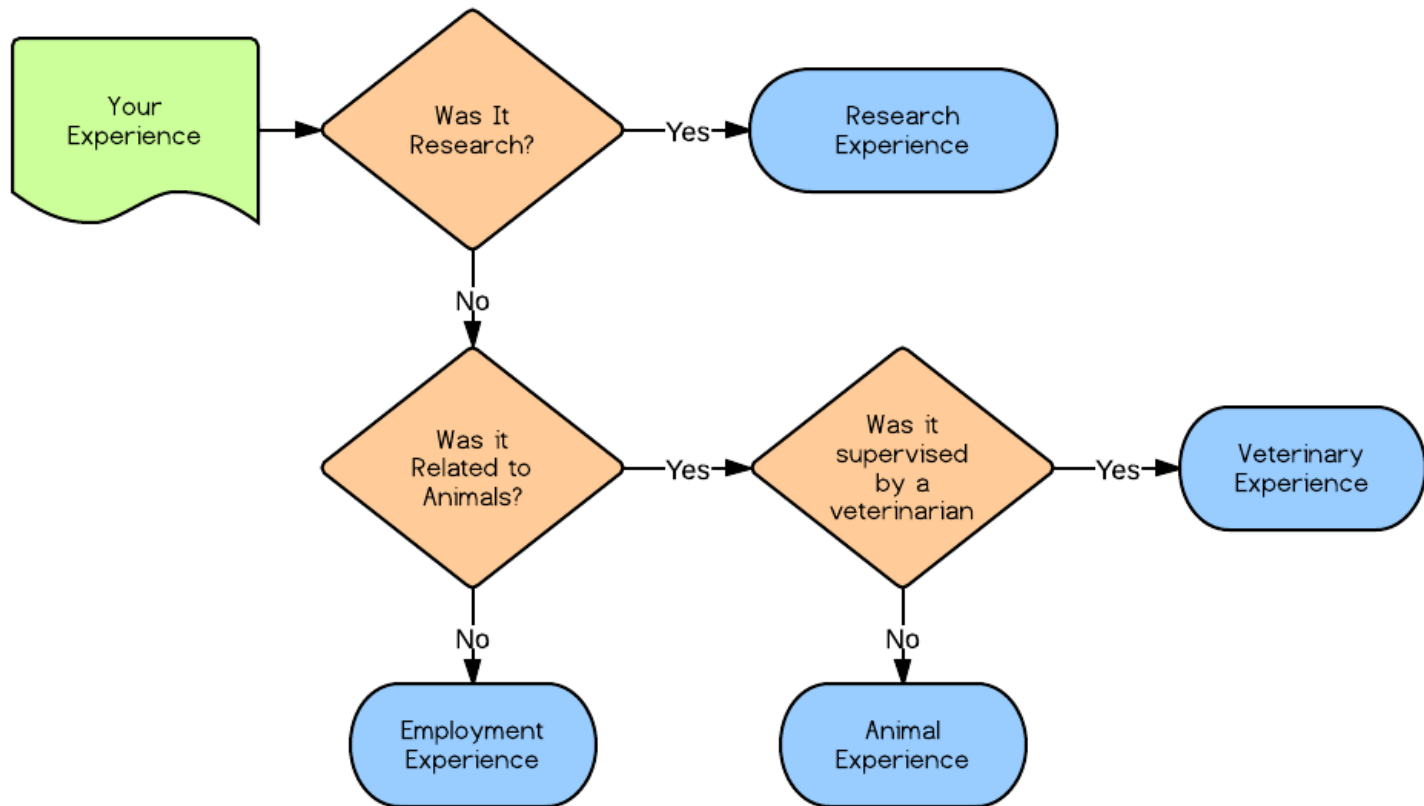 Your
Experience
Was It
Research?
Yes
Research
Experience
No
Was it
Related to
Animals?
Yes
Was it
supervised
by a
veterinarian
Yes
Veterinary
Experience
No
No
Employment
Experience
Animal
Experience